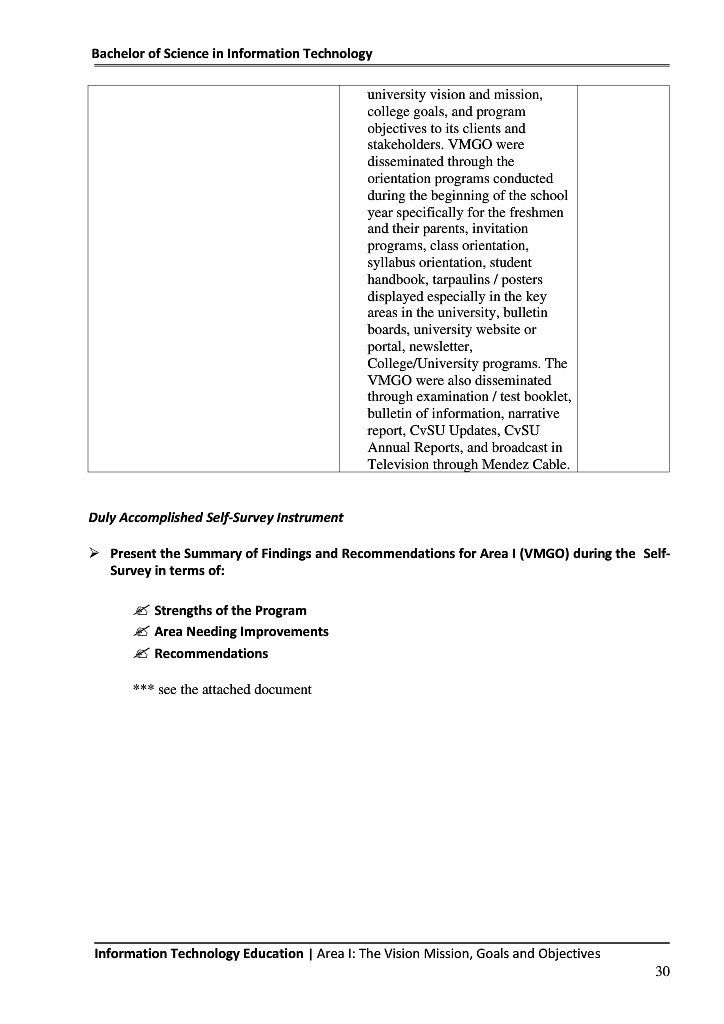 Bachelor of Science in Information Technology
university vision and mission,
college goals, and program
objectives to its clients and
stakeholders. VMGO were
disseminated through the
orientation programs conducted
during the beginning of the school
year specifically for the freshmen
and their parents, invitation
programs, class orientation,
syllabus orientation, student
handbook, tarpaulins / posters
displayed especially in the key
areas in the university, bulletin
boards, university website or
portal, newsletter,
College/University programs. The
VMGO were also disseminated
through examination / test booklet,
bulletin of information, narrative
report, CvSU Updates, CvSU
Annual Reports, and broadcast in
Television through Mendez Cable.
Duly Accomplished Self-Survey Instrument
➢ Present the Summary of Findings and Recommendations for Area I (VMGO) during the Self-
Survey in terms of:
Strengths of the Program
Area Needing Improvements
Recommendations
*** see the attached document
Information Technology Education | Area I: The Vision Mission, Goals and Objectives
30